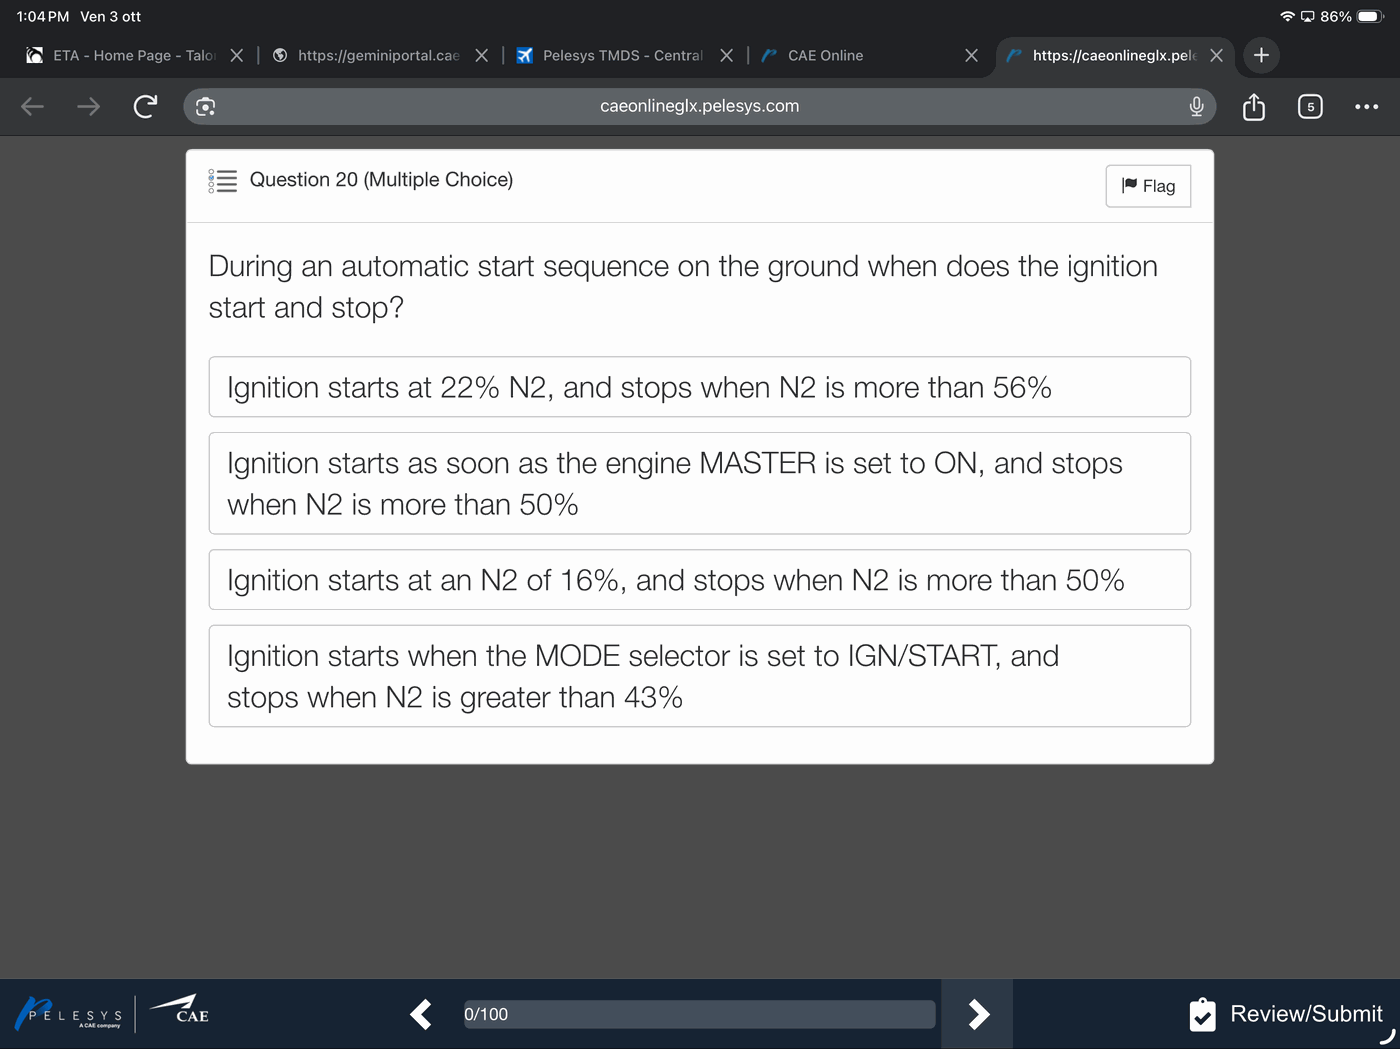 1:04 PM Ven 3 ott
86%
ETA - Home Page - Talo
https://geminiportal.cae
Pelesys TMDS - Central
CAE Online
https://caeonlineglx.pele
caeonlineglx.pelesys.com
5
Question 20 (Multiple Choice)
Flag
During an automatic start sequence on the ground when does the ignition
start and stop?
Ignition starts at 22% N2, and stops when N2 is more than 56%
Ignition starts as soon as the engine MASTER is set to ON, and stops
when N2 is more than 50%
Ignition starts at an N2 of 16%, and stops when N2 is more than 50%
Ignition starts when the MODE selector is set to IGN/START, and
stops when N2 is greater than 43%
PELESYS
A CAE company
CAE
0/100
Review/Submit